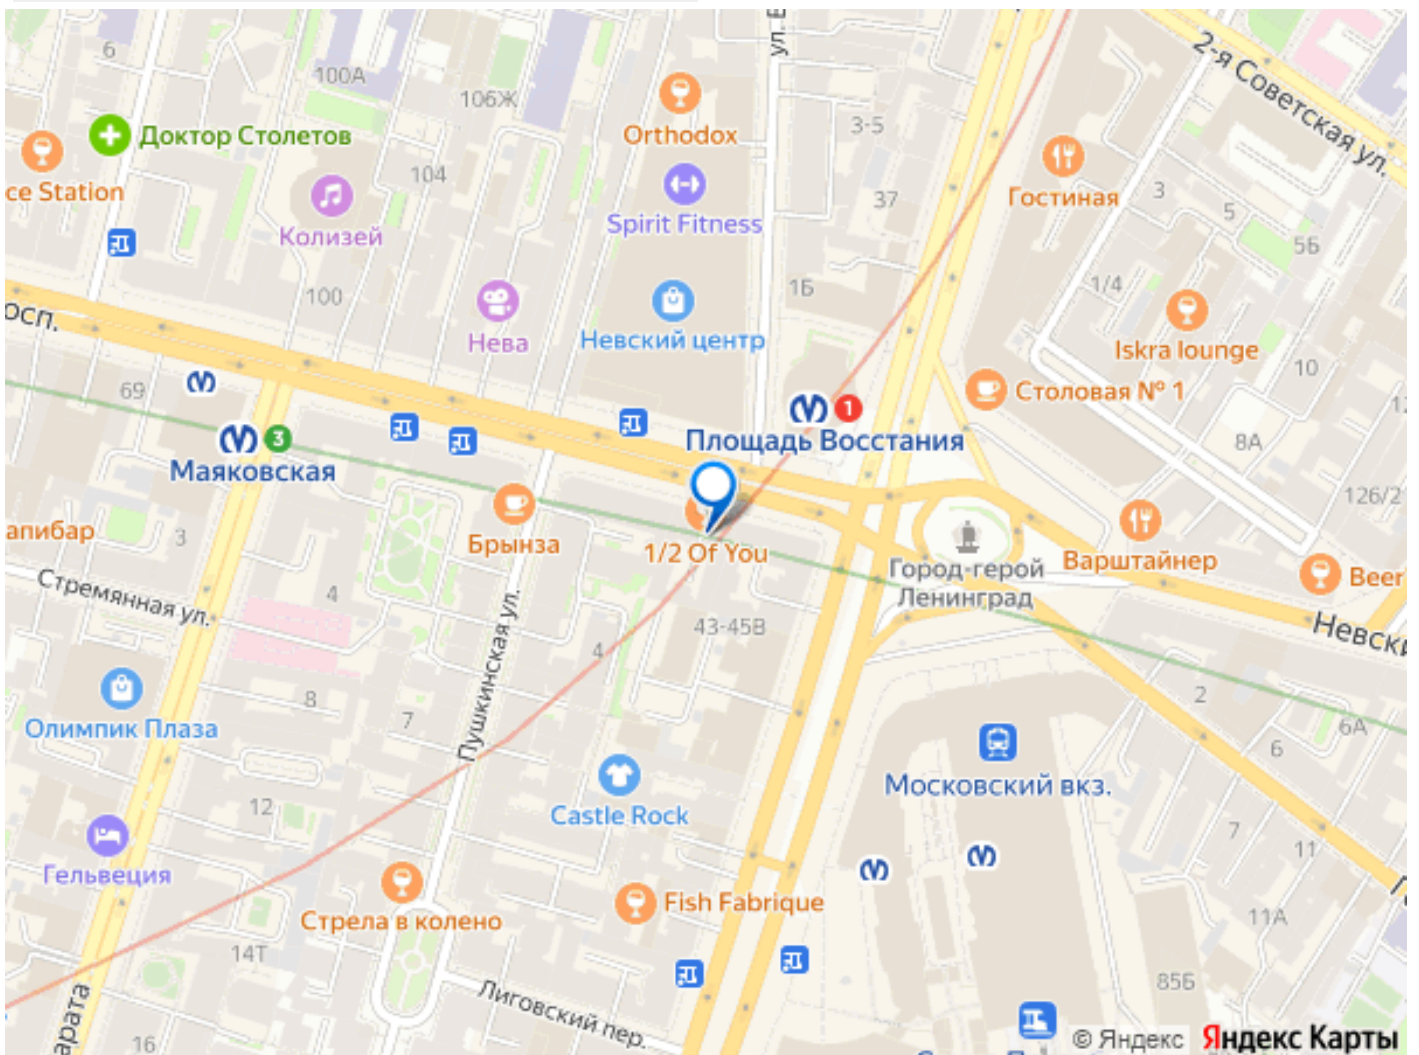 6
100А
106Ж
ул. В
2-я Советская ул.
Orthodox
3-5
Доктор Столетов
104
ce Station
Гостиная
3
5
37
Spirit Fitness
Колизей
5Б
100
1Б
1/4
осп.
Нева
Невский центр
Iskra lounge
10
69
Столовая № 1
12
1
Площадь Восстания
3
Маяковская
8А
126/2
апибар
3
Брынза
1/2 Of You
Город-герой
Ленинград
Варштайнер
Beer
Стремянная ул.
4
43-45В
Невски
Пушкинская ул.
4
8
7
2
6А
6
Олимпик Плаза
Московский вкз.
12
Castle Rock
7
11
Гельвеция
Стрела в колено
Fish Fabrique
11А
14Т
Лиговский пер.
85Б
арата
16
© Яндекс Яндекс Карты